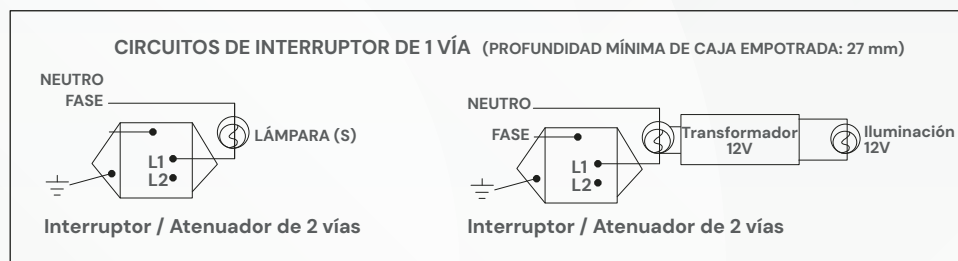 CIRCUITOS DE INTERRUPTOR DE 1 VÍA (PROFUNDIDAD MÍNIMA DE CAJA EMPOTRADA: 27 mm)
NEUTRO
FASE
LÁMPARA (S)
L1
L2
Interruptor / Atenuador de 2 vías
NEUTRO
FASE
Transformador
12V
Iluminación
12V
L1
L2
Interruptor / Atenuador de 2 vías